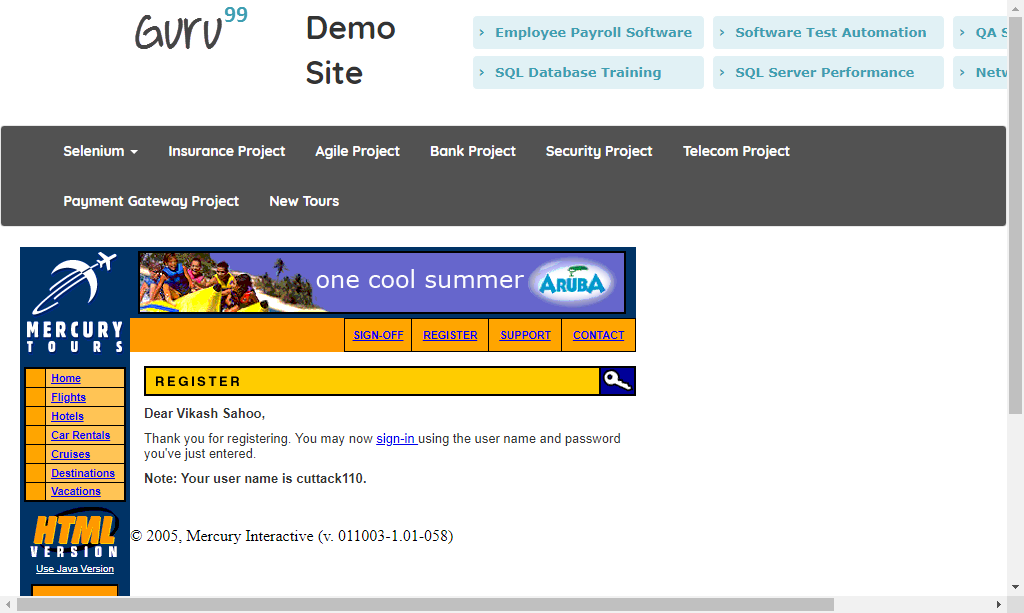 GURU99
Demo
Site
Employee Payroll Software
Software Test Automation
QA S
SQL Database Training
SQL Server Performance
Netw
Selenium
Insurance Project
Agile Project
Bank Project
Security Project
Telecom Project
Payment Gateway Project
New Tours
MERCURY
TOURS
one cool summer
ARUBA
SIGN-OFF
REGISTER
SUPPORT
CONTACT
Home
Flights
Hotels
Car Rentals
Cruises
Destinations
Vacations
HTML
VERSION
Use Java Version
REGISTER
Dear Vikash Sahoo,
Thank you for registering. You may now sign-in using the user name and password
you've just entered.
Note: Your user name is cuttack110.
© 2005, Mercury Interactive (v. 011003-1.01-058)